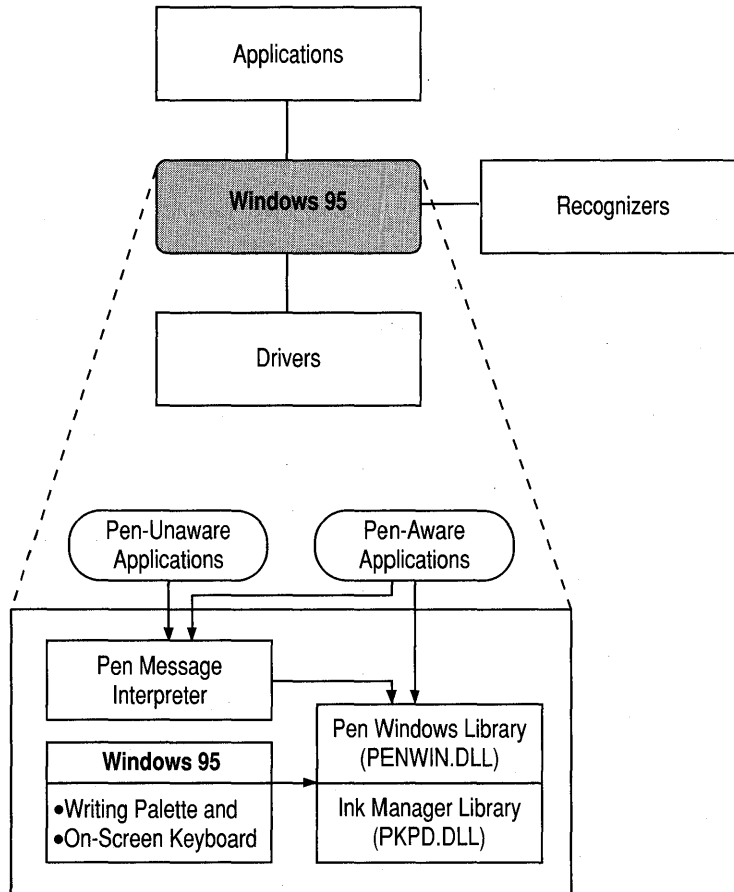 Applications
Windows 95
Recognizers
Drivers
Pen-Unaware
Applications
Pen-Aware
Applications
Pen Message
Interpreter
Pen Windows Library
(PENWIN.DLL)
Windows 95
•Writing Palette and
•On-Screen Keyboard
Ink Manager Library
(PKPD.DLL)